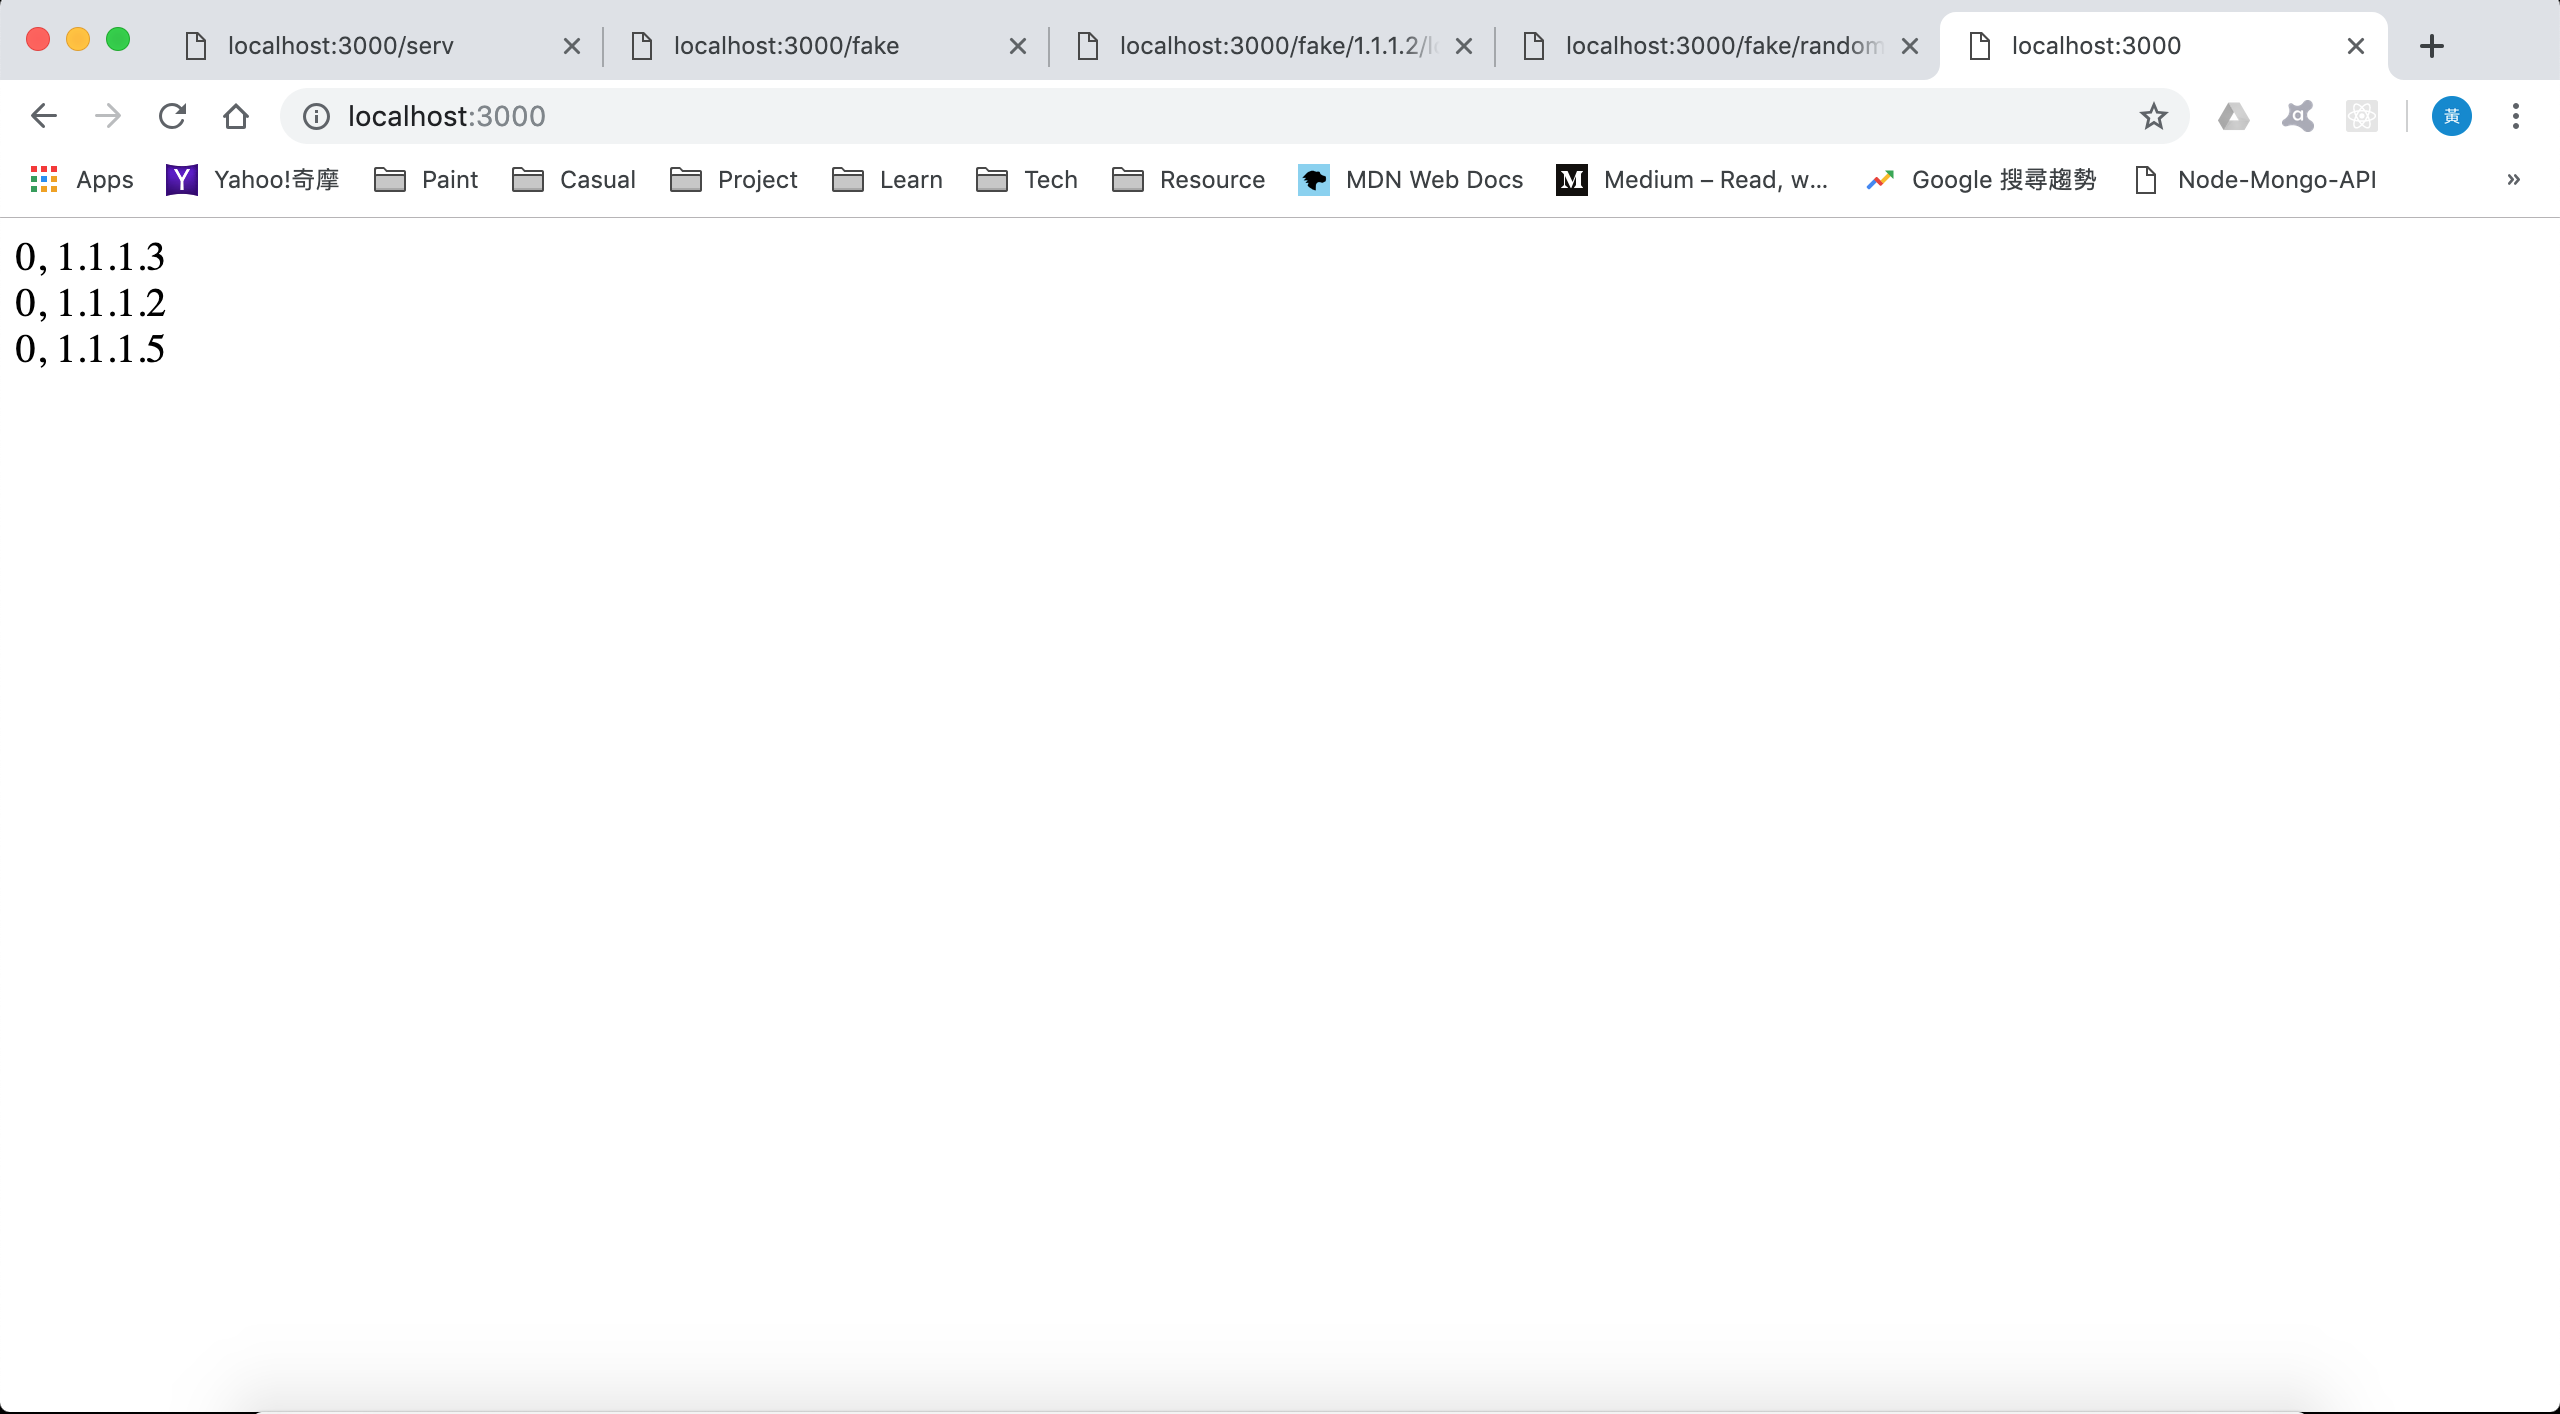 localhost:3000/serv localhost:3000/fake localhost:3000/fake/1.1.1.2/l localhost:3000/fake/random localhost:3000
localhost:3000 黃
Apps Y Yahoo!奇摩 Paint Casual Project Learn Tech Resource MDN Web Docs M Medium – Read, w... Google 搜尋趨勢 Node-Mongo-API »
0, 1.1.1.3
0, 1.1.1.2
0, 1.1.1.5